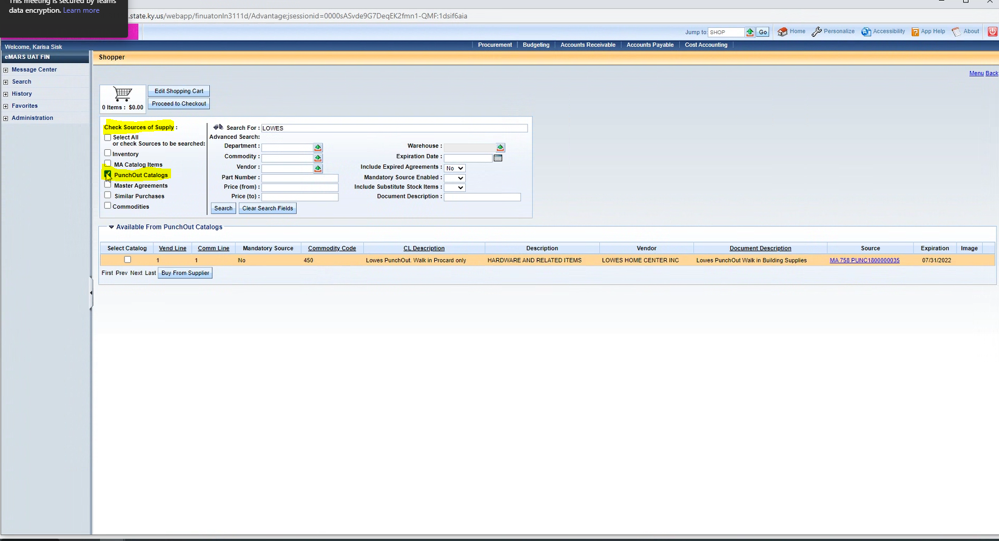 This meeting is secured by Teams
data encryption. Learn more
.state.ky.us/webapp/finuatonln3111d/Advantage;jsessionid=0000sASvde9G7DeqEK2fmn1-QMF:1dsif6aia
Jump to: SHOP Go Home Personalize Accessibility App Help About
Welcome, Karisa Sisk
Procurement Budgeting Accounts Receivable Accounts Payable Cost Accounting
eMARS UAT FIN
Message Center
Search
History
Favorites
Administration
Shopper
Menu Back
0 Items : $0.00
Edit Shopping Cart
Proceed to Checkout
Check Sources of Supply :
Select All
or check Sources to be searched:
Inventory
MA Catalog Items
PunchOut Catalogs
Master Agreements
Similar Purchases
Commodities
Search For : LOWES
Advanced Search:
Department : Warehouse :
Commodity : Expiration Date :
Vendor : Include Expired Agreements : No
Part Number : Mandatory Source Enabled :
Price (from) : Include Substitute Stock Items :
Price (to) : Document Description :
Search Clear Search Fields
Available From PunchOut Catalogs
Select Catalog Vend Line Comm Line Mandatory Source Commodity Code CL Description Description Vendor Document Description Source Expiration Image
1 1 No 450 Lowes PunchOut. Walk in Procard only HARDWARE AND RELATED ITEMS LOWES HOME CENTER INC Lowes PunchOut Walk in Building Supplies MA 758 PUNC1800000035 07/31/2022
First Prev Next Last Buy From Supplier